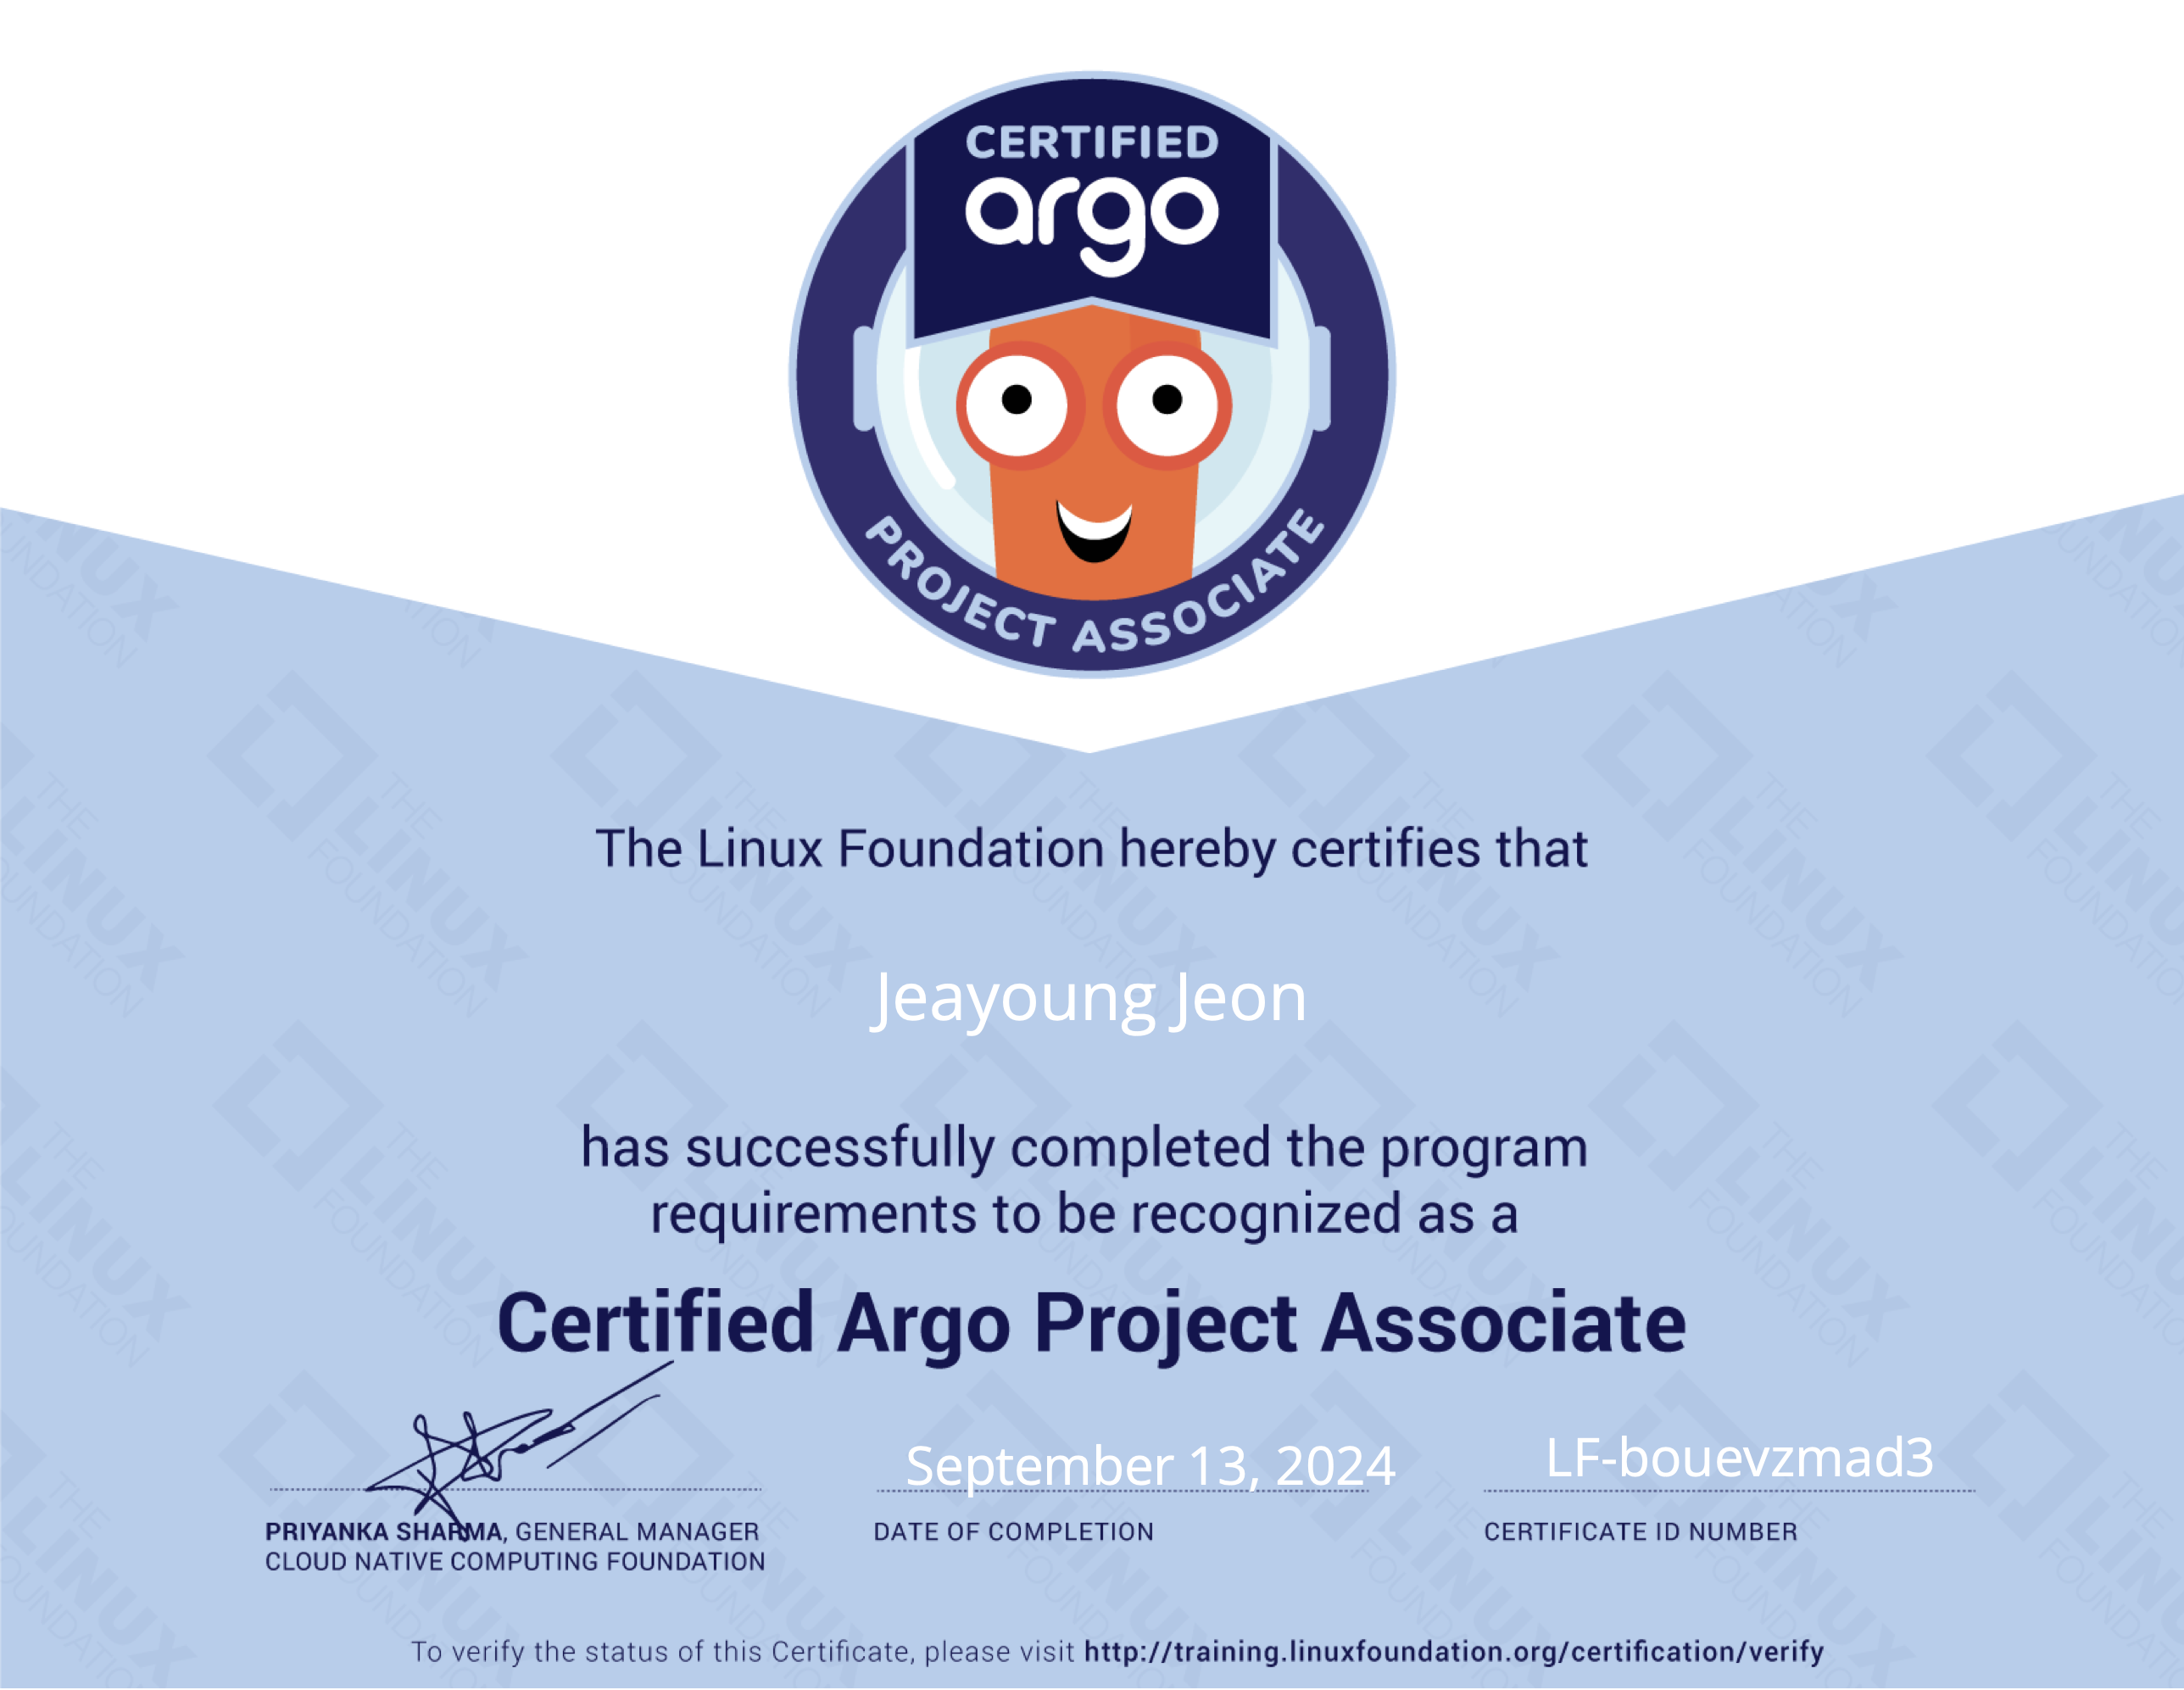 CERTIFIED
argo
PROJECT ASSOCIATE
The Linux Foundation hereby certifies that
Jeayoung Jeon
has successfully completed the program
requirements to be recognized as a
Certified Argo Project Associate
September 13, 2024
LF-bouevzmad3
PRIYANKA SHARMA, GENERAL MANAGER
CLOUD NATIVE COMPUTING FOUNDATION
DATE OF COMPLETION
CERTIFICATE ID NUMBER
To verify the status of this Certificate, please visit http://training.linuxfoundation.org/certification/verify
THE
LINUX
FOUNDATION